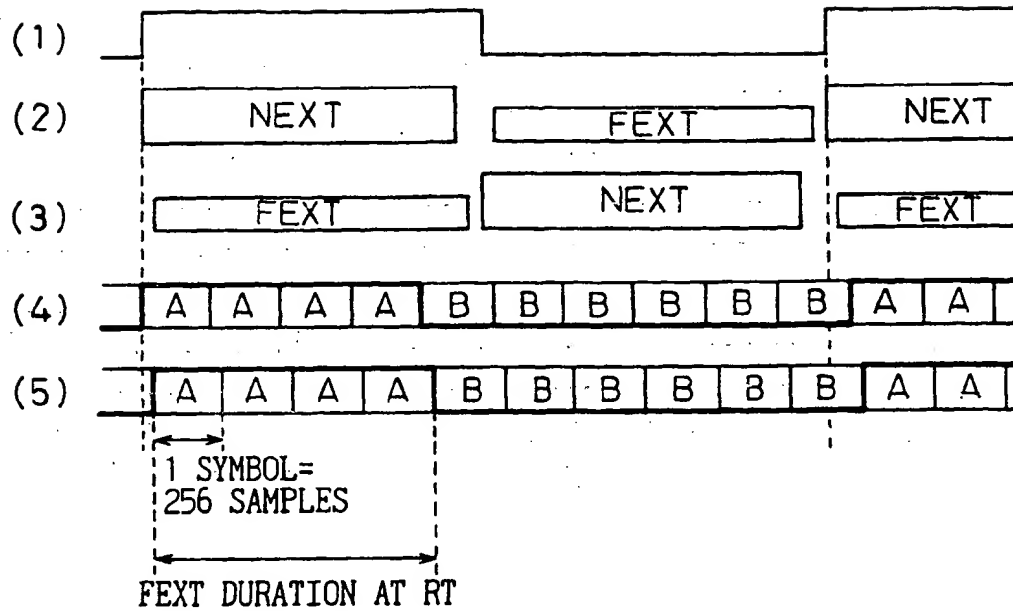 (1)
(2) NEXT FEXT NEXT
(3) FEXT NEXT FEXT
(4) A A A A B B B B B B A A
(5) A A A A B B B B B B A A
1 SYMBOL=
256 SAMPLES
FEXT DURATION AT RT